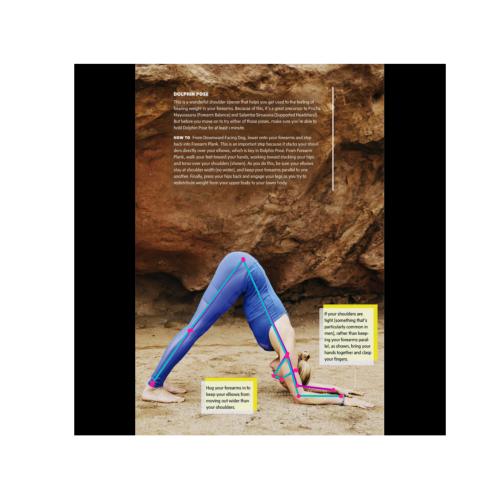 DOLPHIN POSE
This is a wonderful shoulder opener that helps you get used to the feeling of
bearing weight in your forearms. Because of this, it's a great precursor to Pincha
Mayurasana (Forearm Balance) and Salamba Sirsasana (Supported Headstand).
But before you move on to try either of those poses, make sure you're able to
hold Dolphin Pose for at least 1 minute.
HOW TO From Downward-Facing Dog, lower onto your forearms and step
back into Forearm Plank. This is an important step because it stacks your shoul-
ders directly over your elbows, which is key in Dolphin Pose. From Forearm
Plank, walk your feet toward your hands, working toward stacking your hips
and torso over your shoulders (shown). As you do this, be sure your elbows
stay at shoulder width (no wider), and keep your forearms parallel to one
another. Finally, press your hips back and engage your legs as you try to
redistribute weight from your upper body to your lower body.
If your shoulders are
tight (something that's
particularly common in
men), rather than keep-
ing your forearms paral-
lel, as shown, bring your
hands together and clasp
your fingers.
Hug your forearms in to
keep your elbows from
moving out wider than
your shoulders.